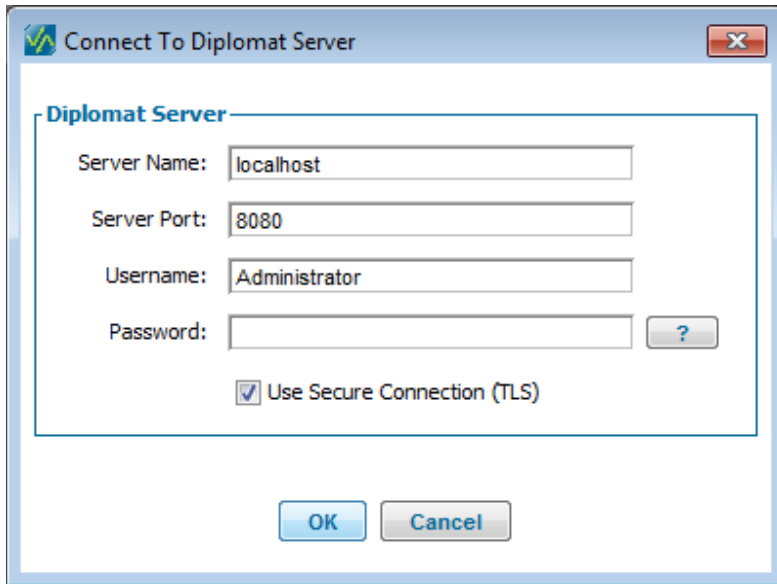 Connect To Diplomat Server
Diplomat Server
Server Name: localhost
Server Port: 8080
Username: Administrator
Password: ?
Use Secure Connection (TLS)
OK Cancel